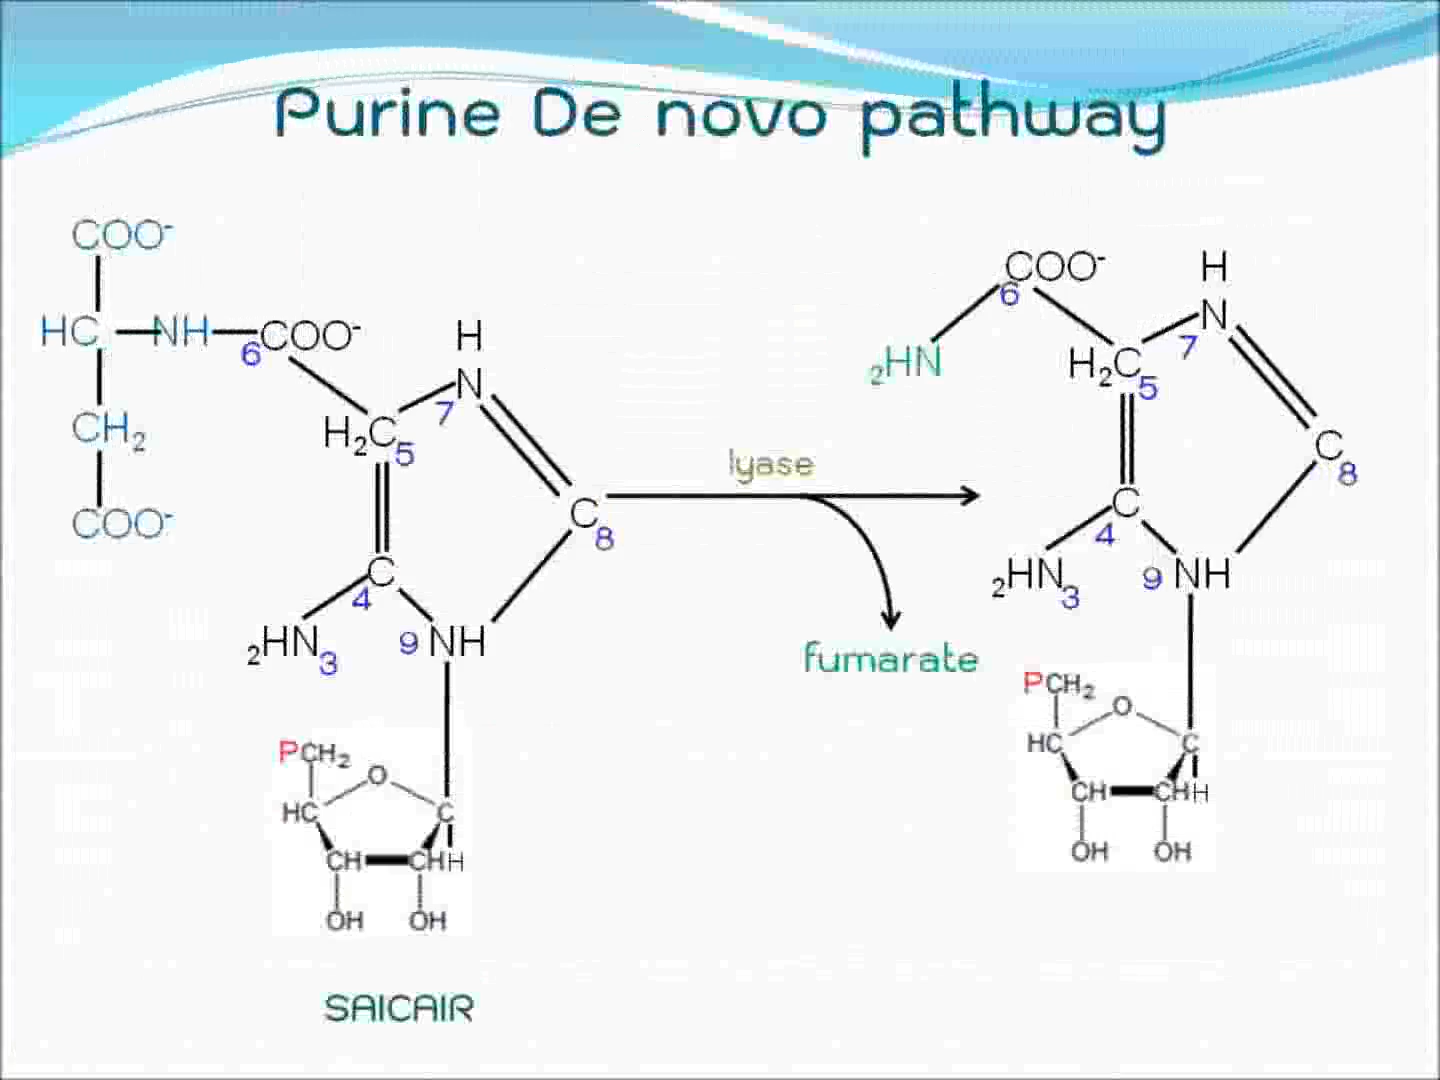 Purine De novo pathway
COO-
HC NH COO-
6
CH2
COO-
H
N
7
H2C
5
C
8
C
4
2HN
3
9 NH
PCH2
O
HC
C
CH CHH
OH OH
SAICAIR
lyase
fumarate
COO-
6
2HN
H
N
7
H2C
5
C
8
C
4
2HN
3
9 NH
PCH2
O
HC
C
CH CHH
OH OH